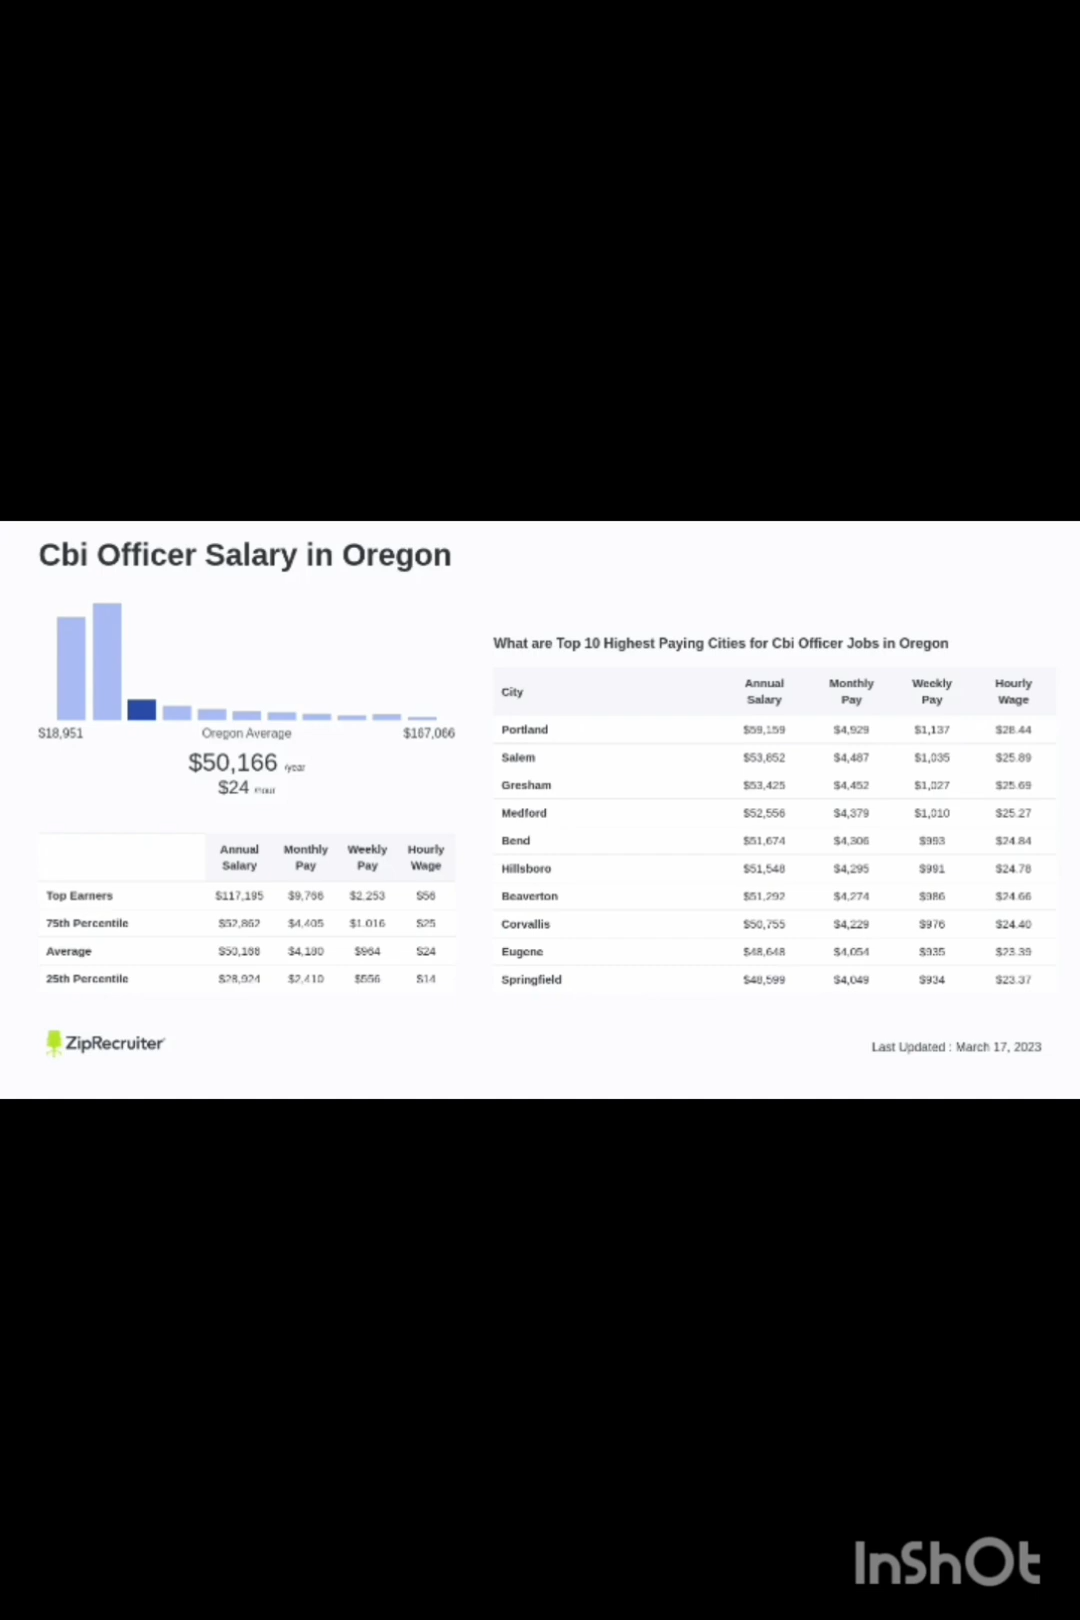 Cbi Officer Salary in Oregon
$18,951 Oregon Average $167,066
$50,166 /year
$24 /hour
Annual Salary Monthly Pay Weekly Pay Hourly Wage
Top Earners $117,195 $9,766 $2,253 $56
75th Percentile $52,862 $4,405 $1,016 $25
Average $50,166 $4,180 $964 $24
25th Percentile $28,924 $2,410 $556 $14
ZipRecruiter
What are Top 10 Highest Paying Cities for Cbi Officer Jobs in Oregon
City Annual Salary Monthly Pay Weekly Pay Hourly Wage
Portland $59,159 $4,929 $1,137 $28.44
Salem $53,852 $4,487 $1,035 $25.89
Gresham $53,425 $4,452 $1,027 $25.69
Medford $52,556 $4,379 $1,010 $25.27
Bend $51,674 $4,306 $993 $24.84
Hillsboro $51,548 $4,295 $991 $24.78
Beaverton $51,292 $4,274 $986 $24.66
Corvallis $50,755 $4,229 $976 $24.40
Eugene $48,648 $4,054 $935 $23.39
Springfield $48,599 $4,049 $934 $23.37
Last Updated : March 17, 2023
InShOt